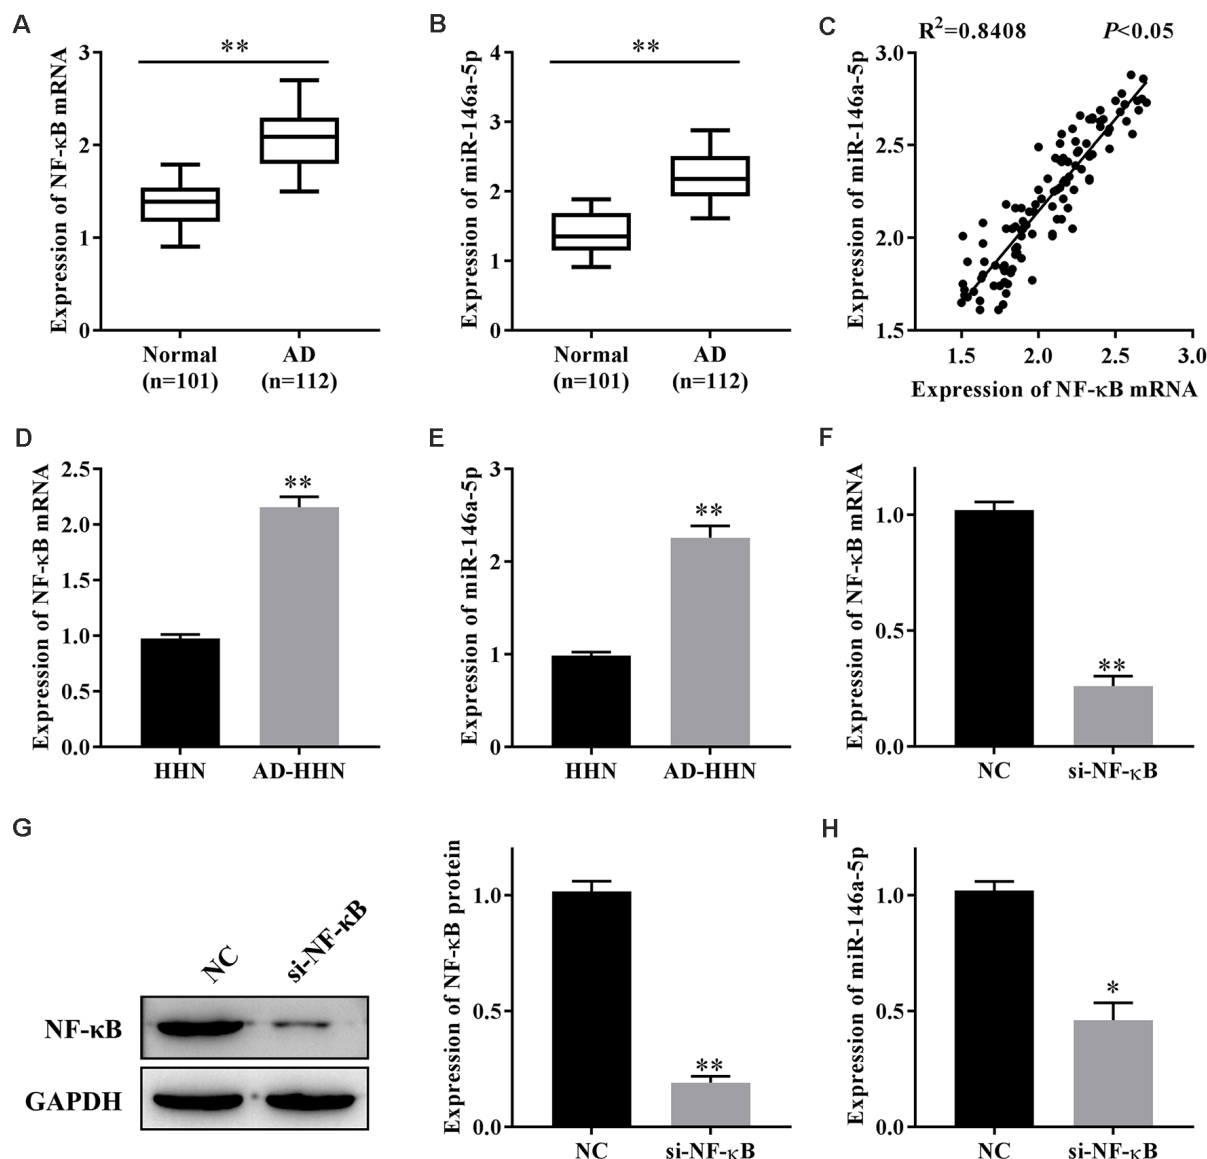 A
Expression of NF-κB mRNA
3
2
1
0
**
Normal
(n=101)
AD
(n=112)
B
Expression of miR-146a-5p
4
3
2
1
0
**
Normal
(n=101)
AD
(n=112)
C
R²=0.8408
P<0.05
Expression of miR-146a-5p
3.0
2.5
2.0
1.5
1.5 2.0 2.5 3.0
Expression of NF-κB mRNA
D
Expression of NF-κB mRNA
2.5
2.0
1.5
1.0
0.5
0.0
**
HHN AD-HHN
E
Expression of miR-146a-5p
3
2
1
0
**
HHN AD-HHN
F
Expression of NF-κB mRNA
1.0
0.5
0.0
**
NC si-NF-κB
G
NC si-NF-κB
NF-κB
GAPDH
Expression of NF-κB protein
1.0
0.5
0.0
**
NC si-NF-κB
H
Expression of miR-146a-5p
1.0
0.5
0.0
*
NC si-NF-κB